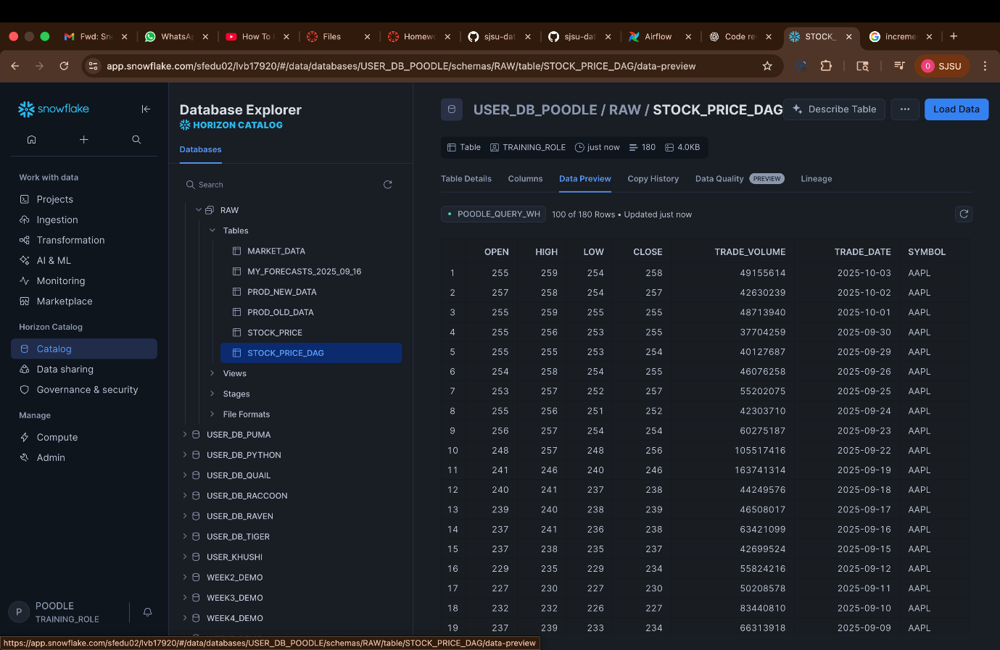 Fwd: Sn
WhatsAp
How To
Files
Homew
sjsu-dat
sjsu-dat
Airflow
Code re
STOCK_
increme
app.snowflake.com/sfedu02/lvb17920/#/data/databases/USER_DB_POODLE/schemas/RAW/table/STOCK_PRICE_DAG/data-preview
0 SJSU
snowflake
Work with data
Projects
Ingestion
Transformation
AI & ML
Monitoring
Marketplace
Horizon Catalog
Catalog
Data sharing
Governance & security
Manage
Compute
Admin
P
POODLE
TRAINING_ROLE
Database Explorer
HORIZON CATALOG
Databases
Search
RAW
Tables
MARKET_DATA
MY_FORECASTS_2025_09_16
PROD_NEW_DATA
PROD_OLD_DATA
STOCK_PRICE
STOCK_PRICE_DAG
Views
Stages
File Formats
USER_DB_PUMA
USER_DB_PYTHON
USER_DB_QUAIL
USER_DB_RACCOON
USER_DB_RAVEN
USER_DB_TIGER
USER_KHUSHI
WEEK2_DEMO
WEEK3_DEMO
WEEK4_DEMO
USER_DB_POODLE / RAW / STOCK_PRICE_DAG
Describe Table
...
Load Data
Table TRAINING_ROLE just now 180 4.0KB
Table Details Columns Data Preview Copy History Data Quality PREVIEW Lineage
POODLE_QUERY_WH 100 of 180 Rows • Updated just now
OPEN HIGH LOW CLOSE TRADE_VOLUME TRADE_DATE SYMBOL
1 255 259 254 258 49155614 2025-10-03 AAPL
2 257 258 254 257 42630239 2025-10-02 AAPL
3 255 259 255 255 48713940 2025-10-01 AAPL
4 255 256 253 255 37704259 2025-09-30 AAPL
5 255 255 253 254 40127687 2025-09-29 AAPL
6 254 258 254 255 46076258 2025-09-26 AAPL
7 253 257 252 257 55202075 2025-09-25 AAPL
8 255 256 251 252 42303710 2025-09-24 AAPL
9 256 257 254 254 60275187 2025-09-23 AAPL
10 248 257 248 256 105517416 2025-09-22 AAPL
11 241 246 240 246 163741314 2025-09-19 AAPL
12 240 241 237 238 44249576 2025-09-18 AAPL
13 239 240 238 239 46508017 2025-09-17 AAPL
14 237 241 236 238 63421099 2025-09-16 AAPL
15 237 238 235 237 42699524 2025-09-15 AAPL
16 229 235 229 234 55824216 2025-09-12 AAPL
17 227 230 227 230 50208578 2025-09-11 AAPL
18 232 232 226 227 83440810 2025-09-10 AAPL
19 237 239 233 234 66313918 2025-09-09 AAPL
https://app.snowflake.com/sfedu02/lvb17920/#/data/databases/USER_DB_POODLE/schemas/RAW/table/STOCK_PRICE_DAG/data-preview